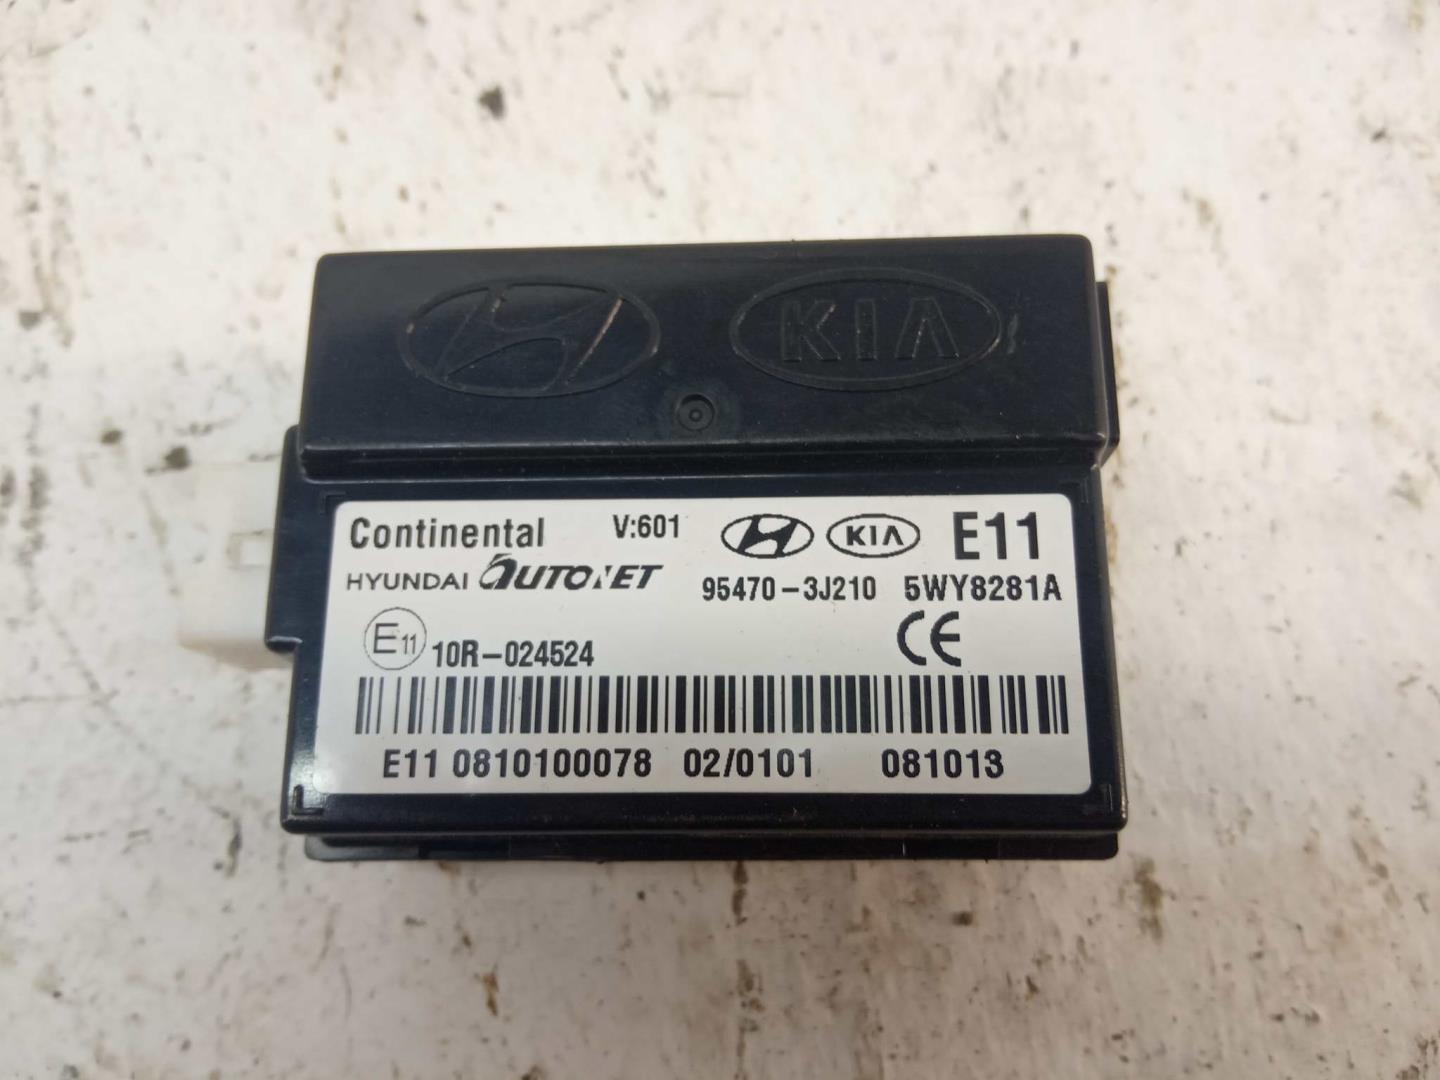 KIA
Continental V:601 KIA E11
HYUNDAI AUTONET 95470-3J210 5WY8281A
E11 10R-024524 CE
E11 0810100078 02/0101 081013